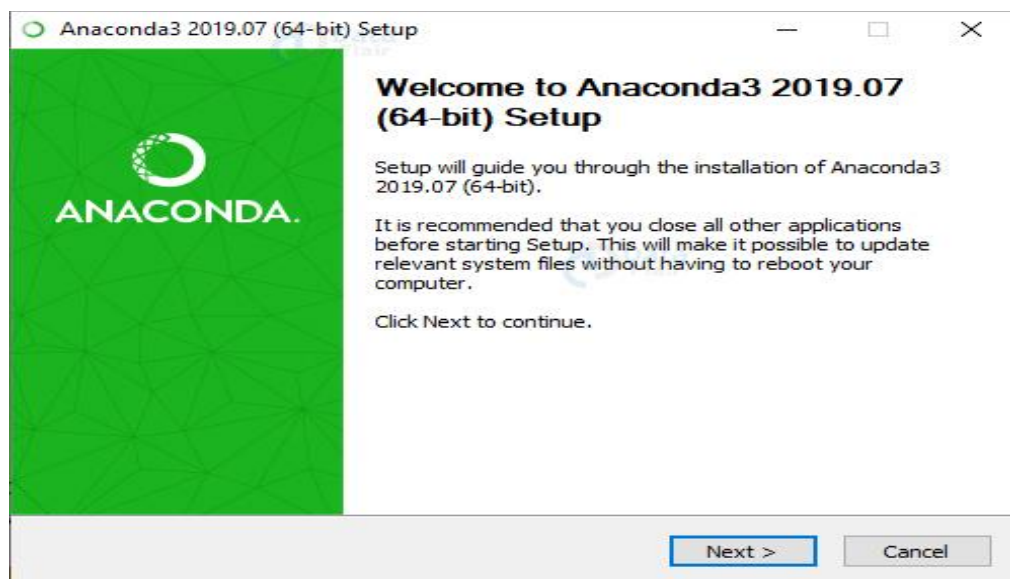 Anaconda3 2019.07 (64-bit) Setup
ANACONDA.
Welcome to Anaconda3 2019.07
(64-bit) Setup
Setup will guide you through the installation of Anaconda3
2019.07 (64-bit).
It is recommended that you close all other applications
before starting Setup. This will make it possible to update
relevant system files without having to reboot your
computer.
Click Next to continue.
Next >
Cancel